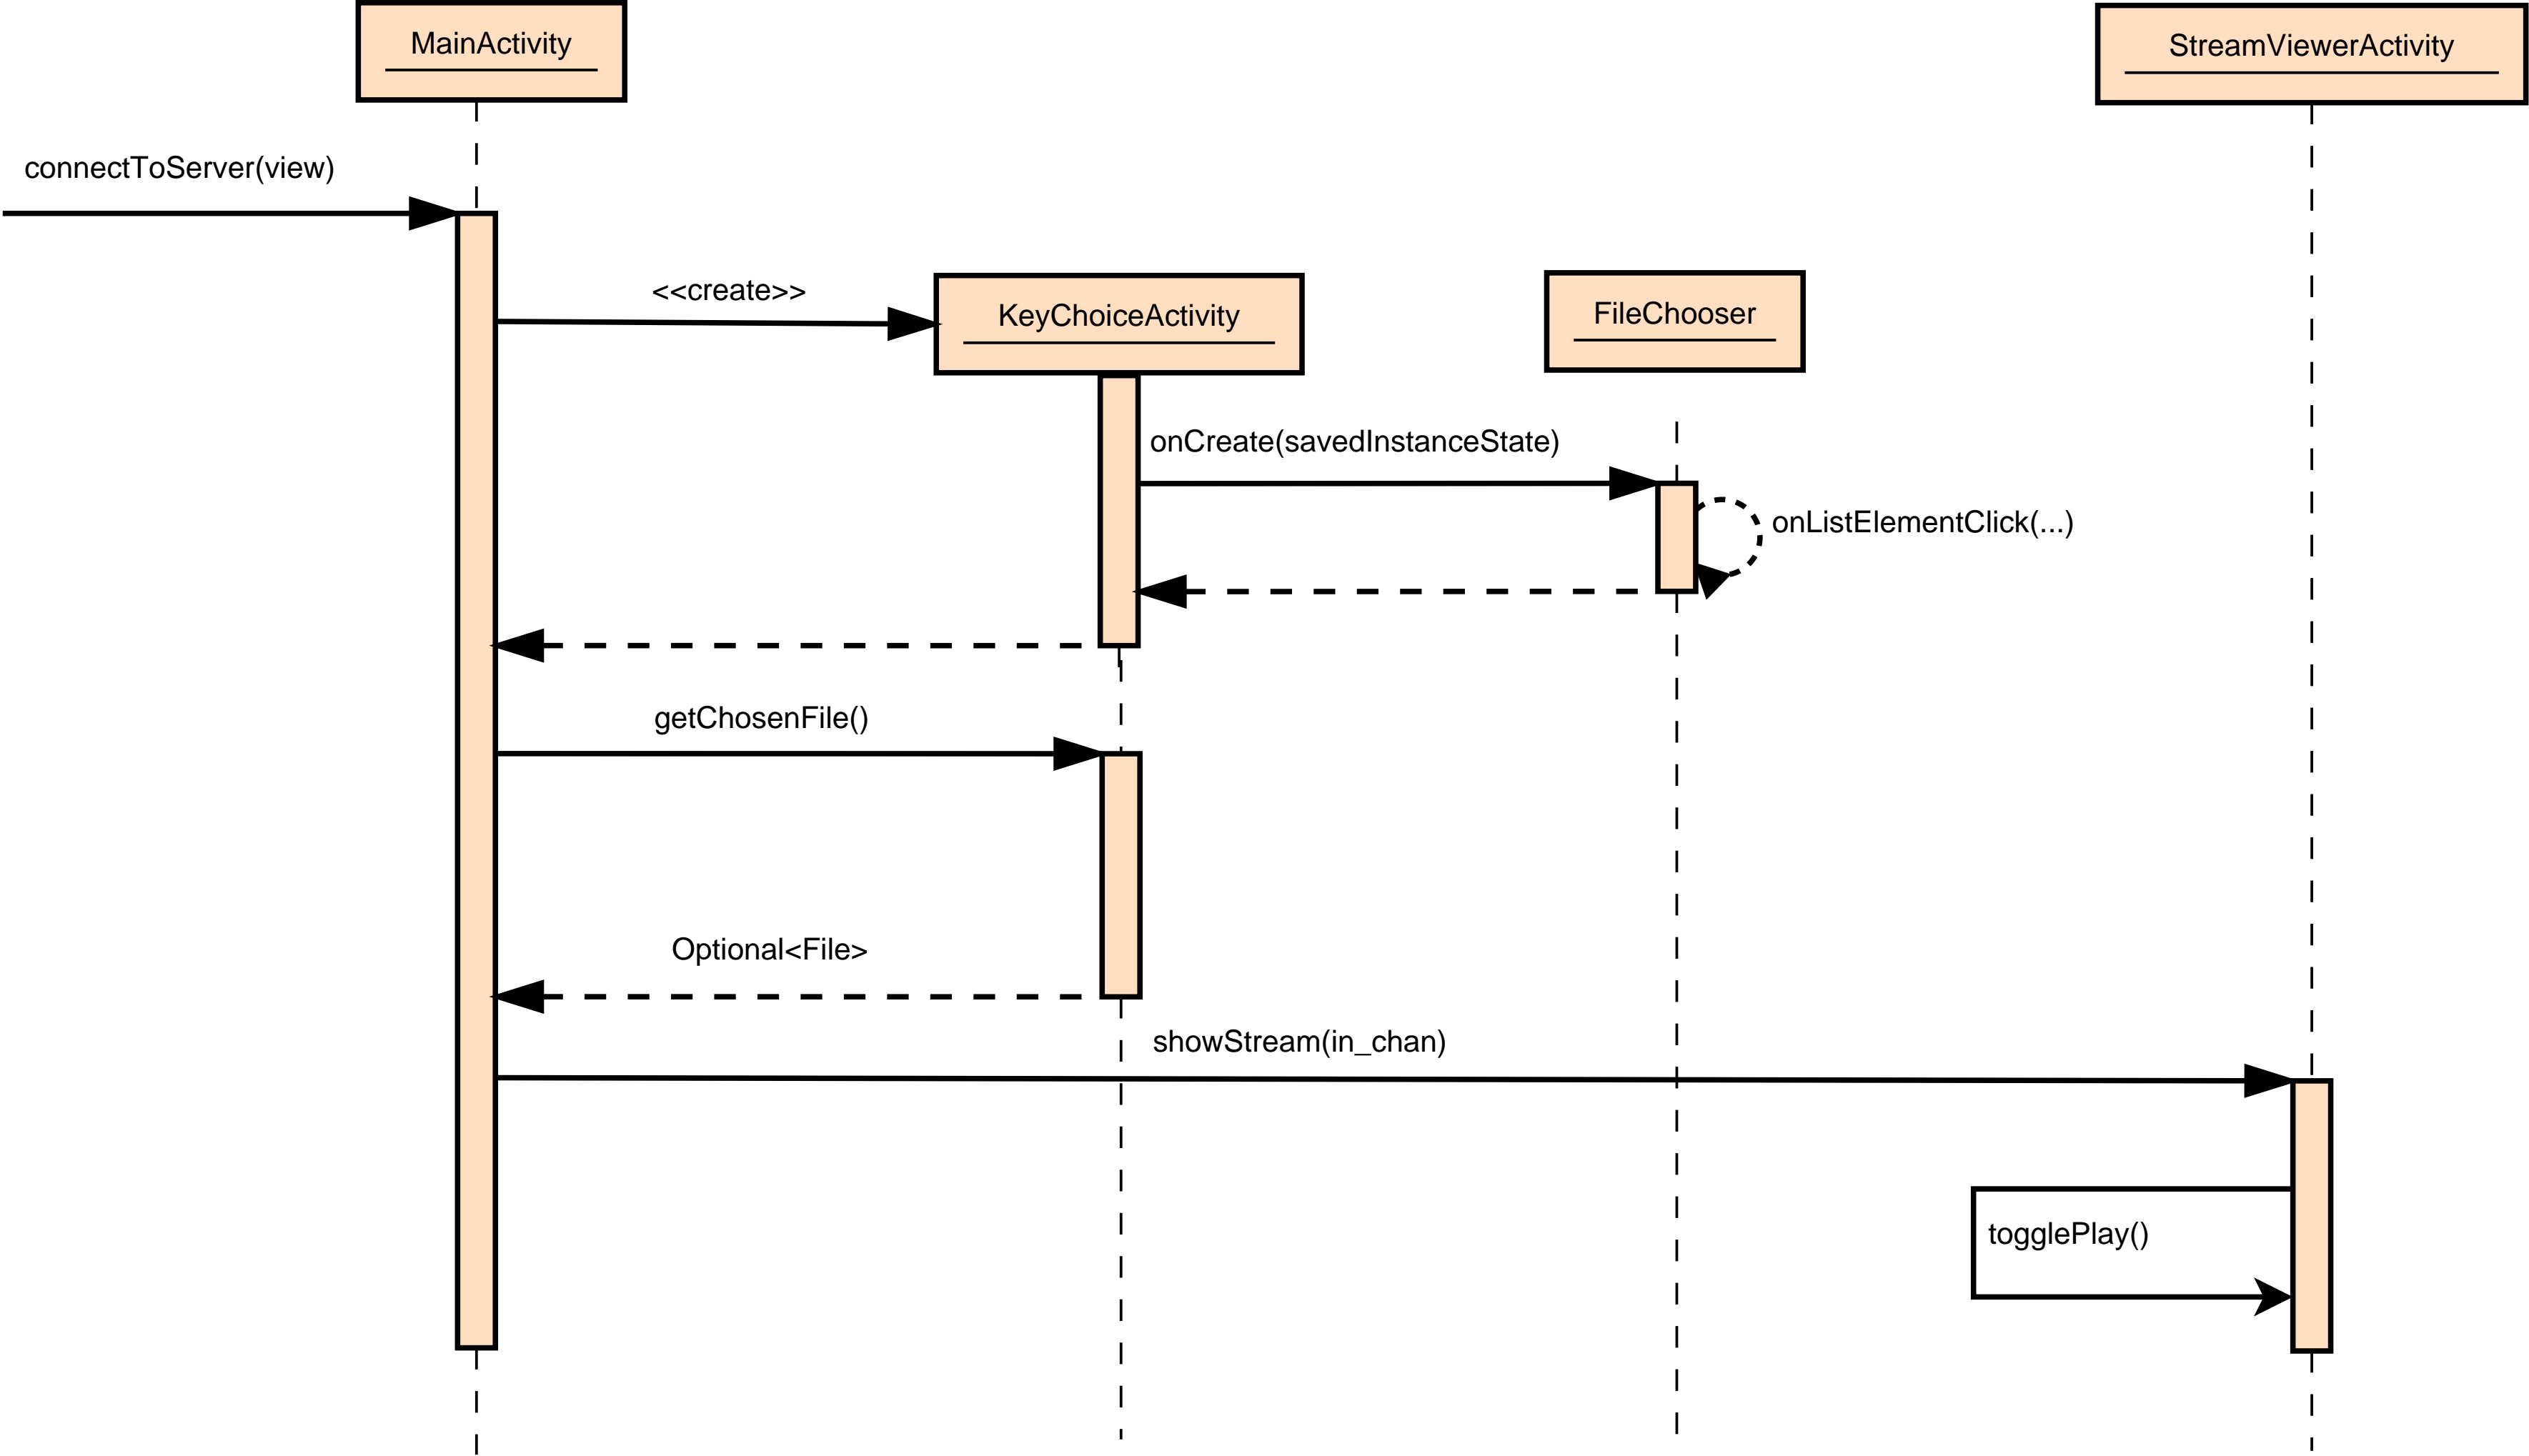 MainActivity
StreamViewerActivity
connectToServer(view)
<<create>>
KeyChoiceActivity
FileChooser
onCreate(savedInstanceState)
onListElementClick(...)
getChosenFile()
Optional<File>
showStream(in_chan)
togglePlay()